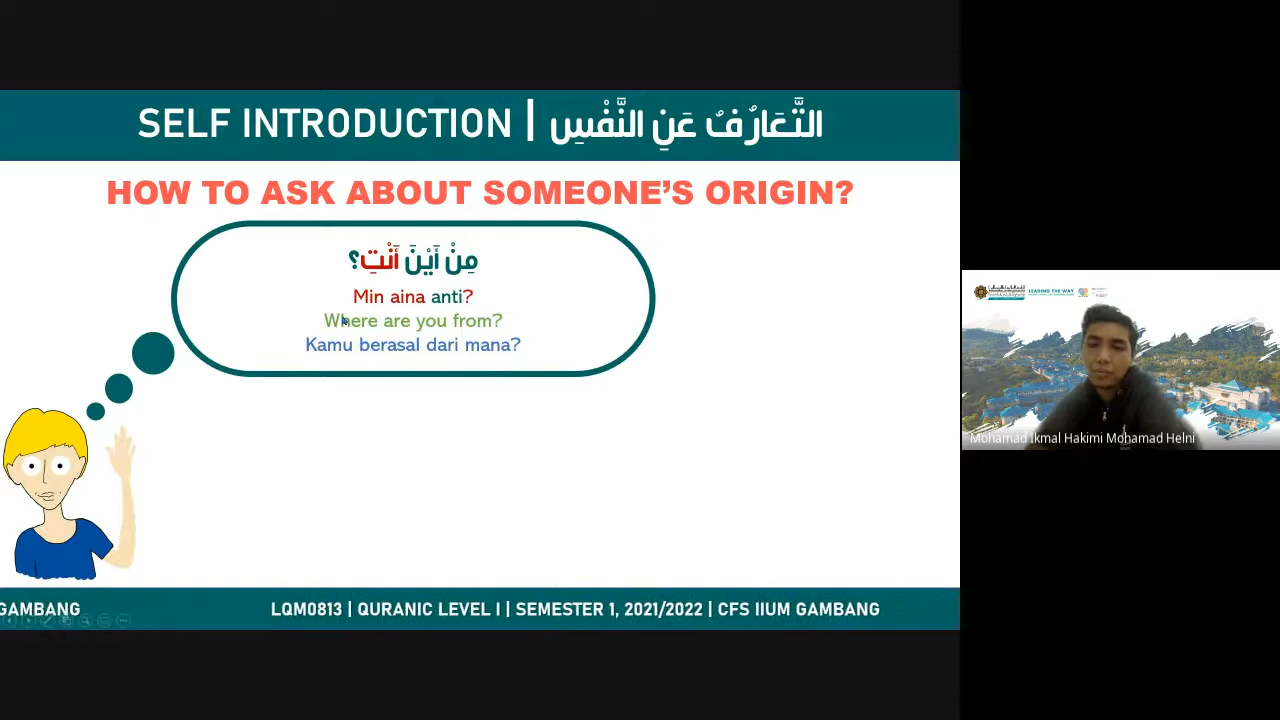 SELF INTRODUCTION | التَّعَارُفُ عَنِ النَّفْسِ
HOW TO ASK ABOUT SOMEONE'S ORIGIN?
مِنْ أَيْنَ أَنْتِ؟
Min aina anti?
Where are you from?
Kamu berasal dari mana?
GAMBANG
LQM0813 | QURANIC LEVEL I | SEMESTER 1, 2021/2022 | CFS IIUM GAMBANG
LEADING THE WAY
Mohamad Ikmal Hakimi Mohamad Helni